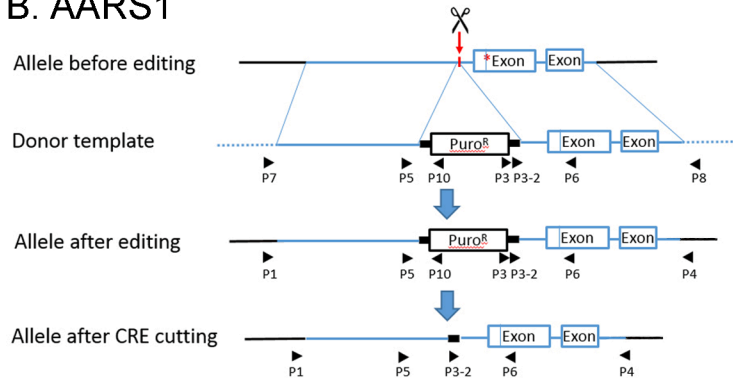 B. AARS1
Allele before editing
*Exon Exon
Donor template
PuroR Exon Exon
P7 P5 P10 P3 P3-2 P6 P8
Allele after editing
PuroR Exon Exon
P1 P5 P10 P3 P3-2 P6 P4
Allele after CRE cutting
Exon Exon
P1 P5 P3-2 P6 P4